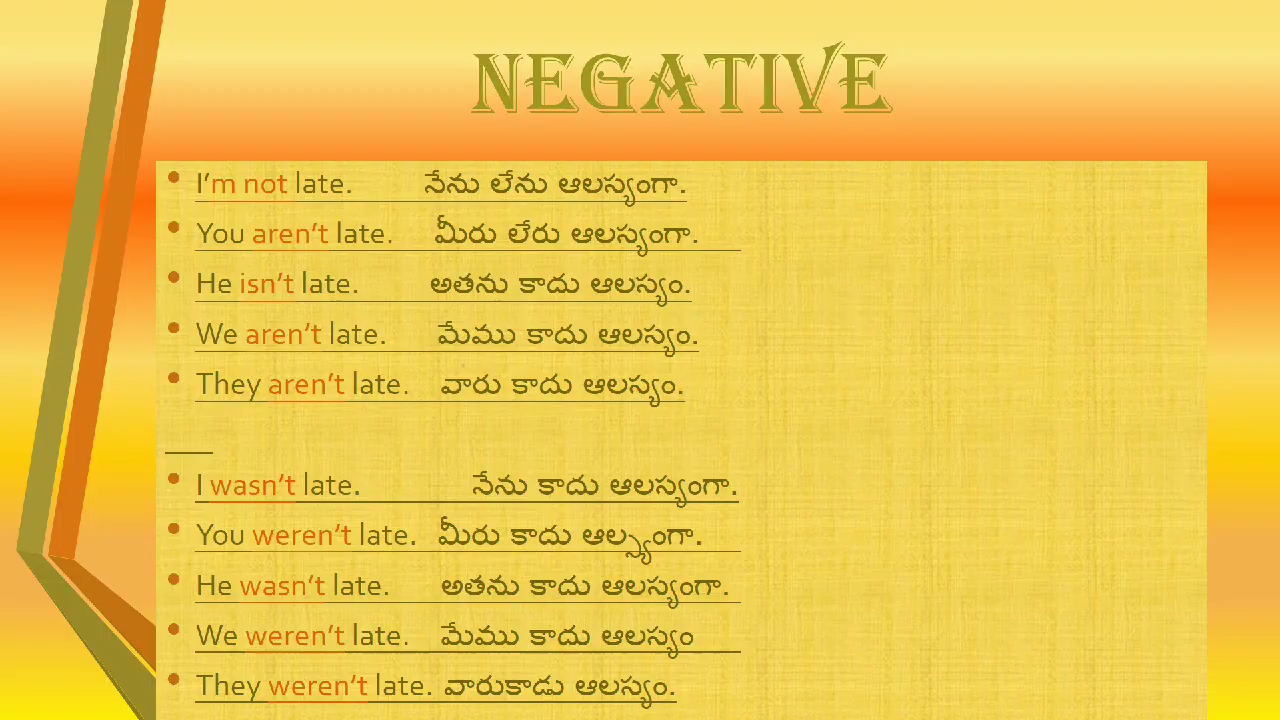 NEGATIVE
• I'm not late. నేను లేను ఆలస్యంగా.
• You aren't late. మీరు లేరు ఆలస్యంగా.
• He isn't late. అతను కాదు ఆలస్యం.
• We aren't late. మేము కాదు ఆలస్యం.
• They aren't late. వారు కాదు ఆలస్యం.
• I wasn't late. నేను కాదు ఆలస్యంగా.
• You weren't late. మీరు కాదు ఆల్స్యంగా.
• He wasn't late. అతను కాదు ఆలస్యంగా.
• We weren't late. మేము కాదు ఆలస్యం
• They weren't late. వారుకాడు ఆలస్యం.